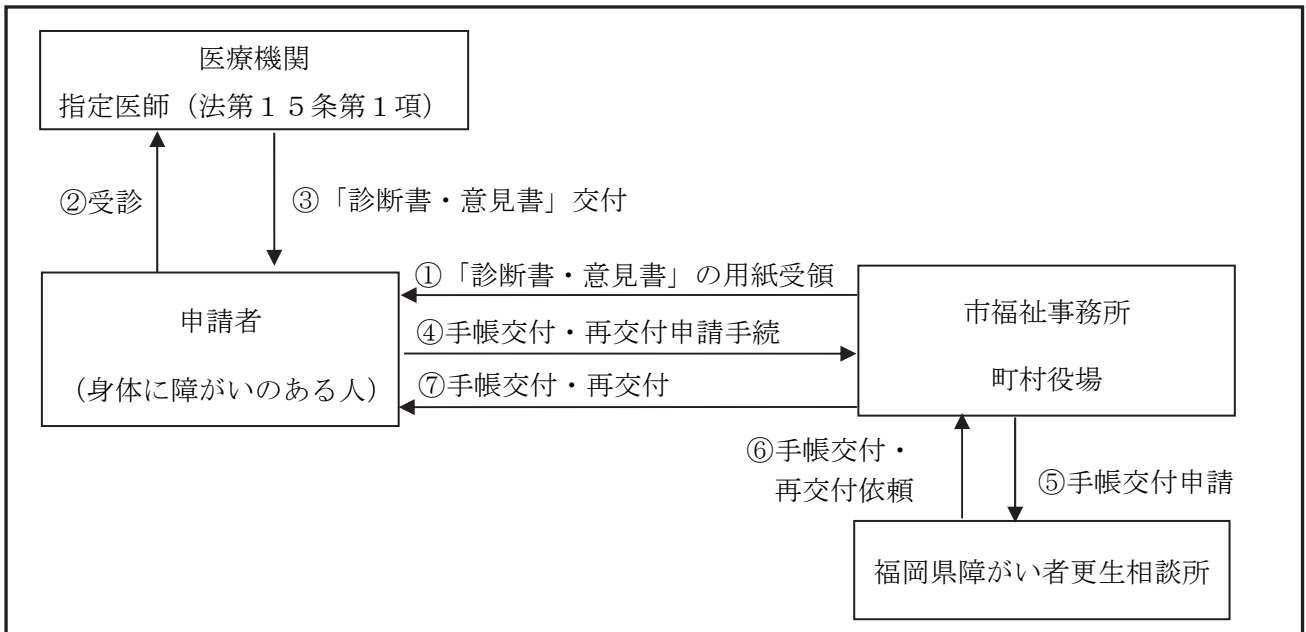 医療機関
指定医師（法第１５条第１項）
②受診
③「診断書・意見書」交付
①「診断書・意見書」の用紙受領
申請者
（身体に障がいのある人）
④手帳交付・再交付申請手続
⑦手帳交付・再交付
市福祉事務所
町村役場
⑥手帳交付・
再交付依頼
⑤手帳交付申請
福岡県障がい者更生相談所